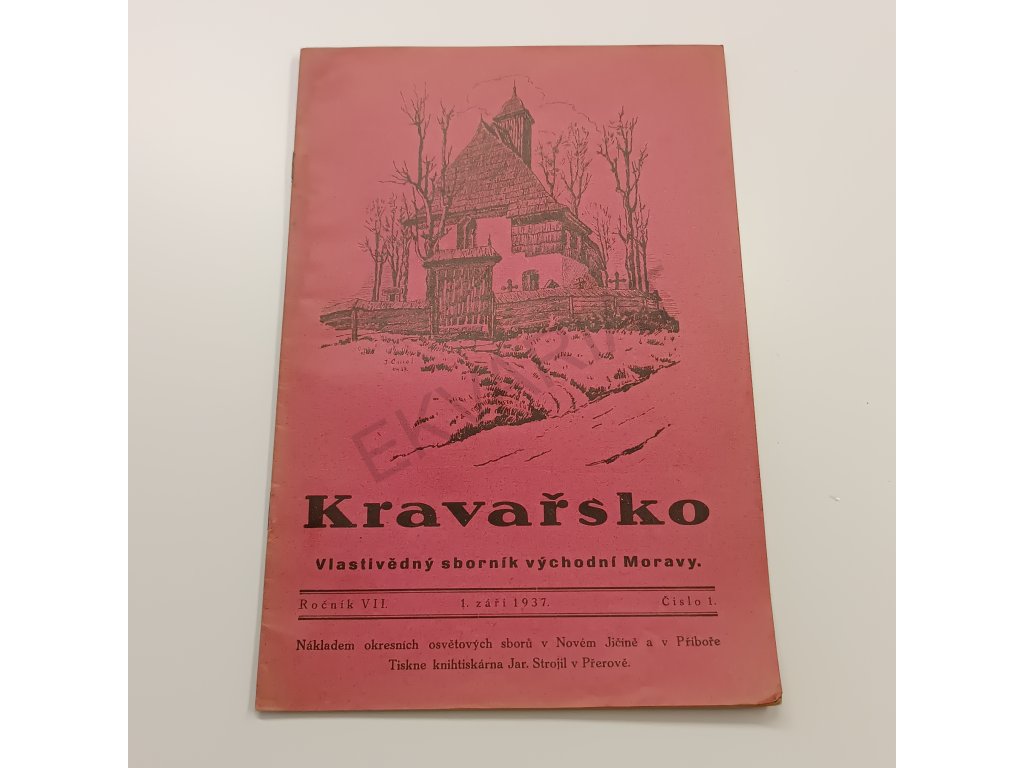 Kravařsko
Vlastivědný sborník východní Moravy.
Ročník VII. 1. září 1937. Číslo 1.
Nákladem okresních osvětových sborů v Novém Jičíně a v Příboře
Tiskne knihtiskárna Jar. Strojil v Přerově.